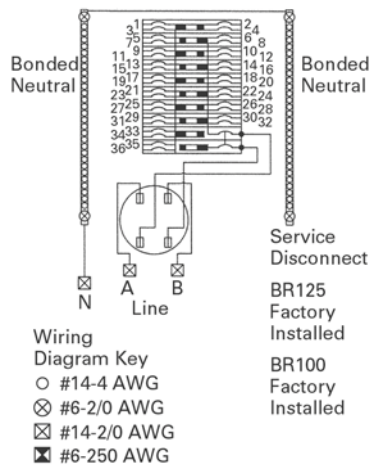 1 2
3 4
5 6
7 8
9 10
11 12
13 14
15 16
17 18
19 20
21 22
23 24
25 26
27 28
29 30
31 32
34 33
36 35
Bonded
Neutral
Bonded
Neutral
N
A
B
Line
Service
Disconnect
BR125
Factory
Installed
BR100
Factory
Installed
Wiring
Diagram Key
#14-4 AWG
#6-2/0 AWG
#14-2/0 AWG
#6-250 AWG